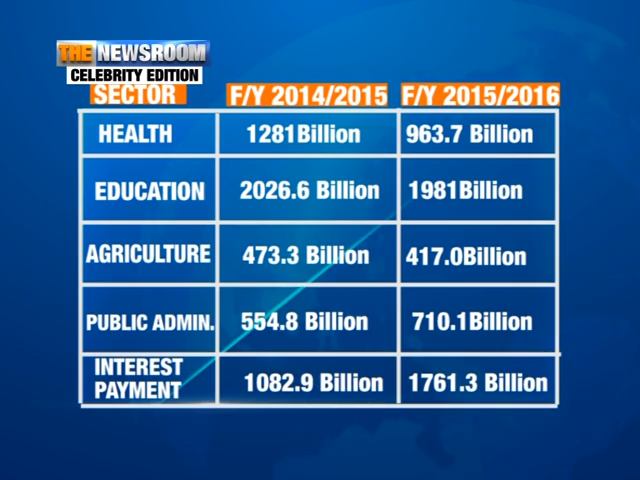 THE NEWSROOM
CELEBRITY EDITION
SECTOR F/Y 2014/2015 F/Y 2015/2016
HEALTH 1281Billion 963.7 Billion
EDUCATION 2026.6 Billion 1981Billion
AGRICULTURE 473.3 Billion 417.0Billion
PUBLIC ADMIN. 554.8 Billion 710.1Billion
INTEREST
PAYMENT 1082.9 Billion 1761.3 Billion